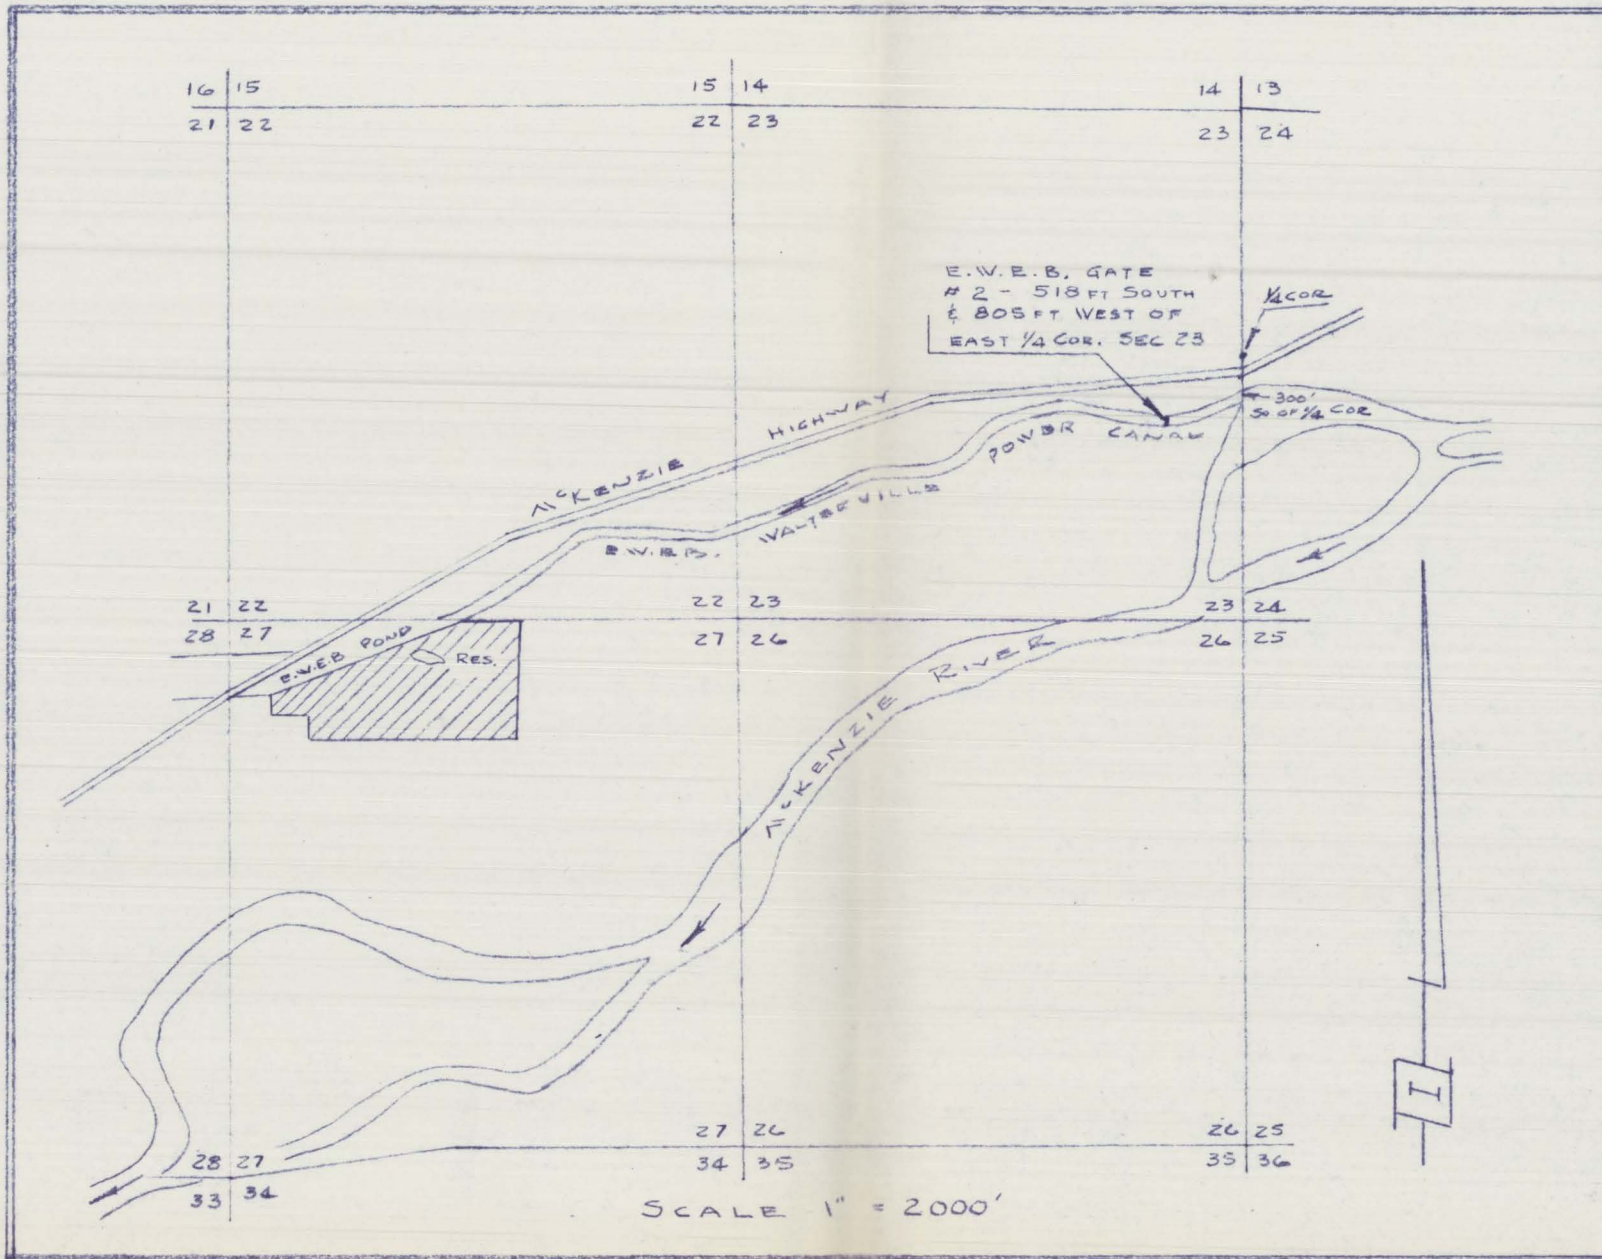 16 15
15 14
14 13
21 22
22 23
23 24
E.W.E.B. GATE
# 2 - 518 FT SOUTH
& 805 FT WEST OF
EAST 1/4 COR. SEC 23
1/4 COR
300'
SO OF 1/4 COR
McKENZIE HIGHWAY
E.W.E.B. WALTERVILLE POWER CANAL
21 22
22 23
23 24
28 27
27 26
26 25
E.W.E.B POND
RES.
McKENZIE RIVER
27 26
26 25
28 27
34 35
35 36
33 34
SCALE 1" = 2000'